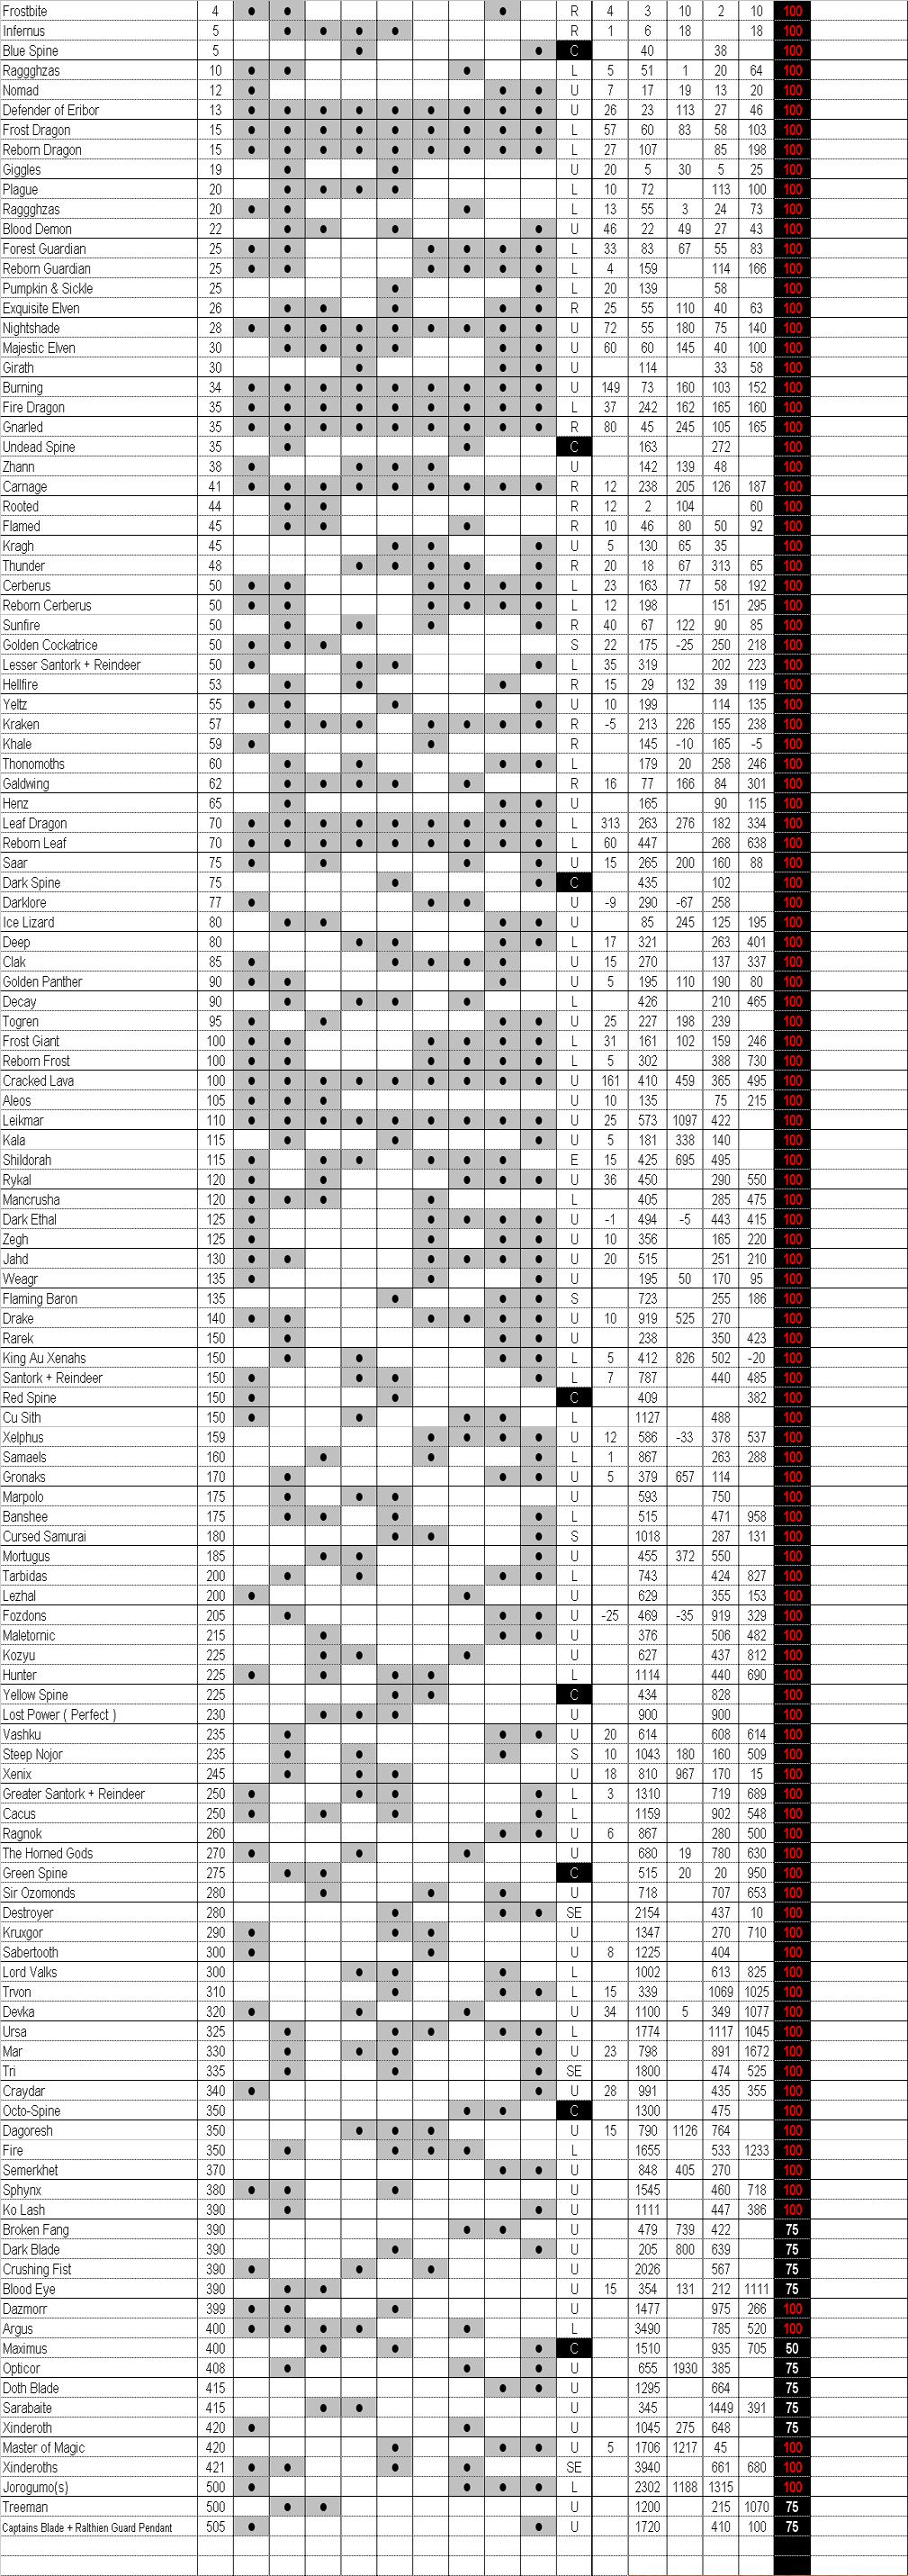 Frostbite 4 ● ● ● R 4 3 10 2 10 100
Infernus 5 ● ● ● ● R 1 6 18 18 100
Blue Spine 5 ● ● C 40 38 100
Raggghzas 10 ● ● ● L 5 51 1 20 64 100
Nomad 12 ● ● ● U 7 17 19 13 20 100
Defender of Eribor 13 ● ● ● ● ● ● ● ● ● U 26 23 113 27 46 100
Frost Dragon 15 ● ● ● ● ● ● ● ● ● L 57 60 83 58 103 100
Reborn Dragon 15 ● ● ● ● ● ● ● ● ● L 27 107 85 198 100
Giggles 19 ● ● U 20 5 30 5 25 100
Plague 20 ● ● ● ● L 10 72 113 100 100
Raggghzas 20 ● ● ● L 13 55 3 24 73 100
Blood Demon 22 ● ● ● ● U 46 22 49 27 43 100
Forest Guardian 25 ● ● ● ● ● ● L 33 83 67 55 83 100
Reborn Guardian 25 ● ● ● ● ● ● L 4 159 114 166 100
Pumpkin & Sickle 25 ● ● L 20 139 58 100
Exquisite Elven 26 ● ● ● ● ● R 25 55 110 40 63 100
Nightshade 28 ● ● ● ● ● ● ● ● ● U 72 55 180 75 140 100
Majestic Elven 30 ● ● ● ● ● ● U 60 60 145 40 100 100
Girath 30 ● ● ● U 114 33 58 100
Burning 34 ● ● ● ● ● ● ● ● ● U 149 73 160 103 152 100
Fire Dragon 35 ● ● ● ● ● ● ● ● ● L 37 242 162 165 160 100
Gnarled 35 ● ● ● ● ● ● ● ● ● R 80 45 245 105 165 100
Undead Spine 35 ● ● C 163 272 100
Zhann 38 ● ● ● ● U 142 139 48 100
Carnage 41 ● ● ● ● ● ● ● ● ● R 12 238 205 126 187 100
Rooted 44 ● ● R 12 2 104 60 100
Flamed 45 ● ● ● R 10 46 80 50 92 100
Kragh 45 ● ● ● U 5 130 65 35 100
Thunder 48 ● ● ● ● ● ● R 20 18 67 313 65 100
Cerberus 50 ● ● ● ● ● ● L 23 163 77 58 192 100
Reborn Cerberus 50 ● ● ● ● ● ● L 12 198 151 295 100
Sunfire 50 ● ● ● ● R 40 67 122 90 85 100
Golden Cockatrice 50 ● ● ● S 22 175 -25 250 218 100
Lesser Santork + Reindeer 50 ● ● ● ● L 35 319 202 223 100
Hellfire 53 ● ● ● R 15 29 132 39 119 100
Yeltz 55 ● ● ● ● U 10 199 114 135 100
Kraken 57 ● ● ● ● ● ● ● R -5 213 226 155 238 100
Khale 59 ● ● R 145 -10 165 -5 100
Thonomoths 60 ● ● ● ● L 179 20 258 246 100
Galdwing 62 ● ● ● ● ● R 16 77 166 84 301 100
Henz 65 ● ● ● U 165 90 115 100
Leaf Dragon 70 ● ● ● ● ● ● ● ● ● L 313 263 276 182 334 100
Reborn Leaf 70 ● ● ● ● ● ● ● ● ● L 60 447 268 638 100
Saar 75 ● ● ● ● U 15 265 200 160 88 100
Dark Spine 75 ● ● C 435 102 100
Darklore 77 ● ● ● U -9 290 -67 258 100
Ice Lizard 80 ● ● ● ● U 85 245 125 195 100
Deep 80 ● ● ● ● L 17 321 263 401 100
Clak 85 ● ● ● ● ● U 15 270 137 337 100
Golden Panther 90 ● ● ● U 5 195 110 190 80 100
Decay 90 ● ● ● ● L 426 210 465 100
Togren 95 ● ● ● ● U 25 227 198 239 100
Frost Giant 100 ● ● ● ● ● ● L 31 161 102 159 246 100
Reborn Frost 100 ● ● ● ● ● ● L 5 302 388 730 100
Cracked Lava 100 ● ● ● ● ● ● ● ● ● U 161 410 459 365 495 100
Aleos 105 ● ● ● U 10 135 75 215 100
Leikmar 110 ● ● ● ● ● ● ● ● ● U 25 573 1097 422 100
Kala 115 ● ● ● U 5 181 338 140 100
Shildorah 115 ● ● ● ● ● ● E 15 425 695 495 100
Rykal 120 ● ● ● ● ● U 36 450 290 550 100
Mancrusha 120 ● ● ● ● L 405 285 475 100
Dark Ethal 125 ● ● ● ● ● U -1 494 -5 443 415 100
Zegh 125 ● ● ● ● U 10 356 165 220 100
Jahd 130 ● ● ● ● ● ● U 20 515 251 210 100
Weagr 135 ● ● ● U 195 50 170 95 100
Flaming Baron 135 ● ● ● S 723 255 186 100
Drake 140 ● ● ● ● ● ● U 10 919 525 270 100
Rarek 150 ● ● ● U 238 350 423 100
King Au Xenahs 150 ● ● ● ● L 5 412 826 502 -20 100
Santork + Reindeer 150 ● ● ● ● L 7 787 440 485 100
Red Spine 150 ● ● C 409 382 100
Cu Sith 150 ● ● ● ● L 1127 488 100
Xelphus 159 ● ● ● ● U 12 586 -33 378 537 100
Samaels 160 ● ● ● L 1 867 263 288 100
Gronaks 170 ● ● ● U 5 379 657 114 100
Marpolo 175 ● ● ● U 593 750 100
Banshee 175 ● ● ● ● L 515 471 958 100
Cursed Samurai 180 ● ● ● S 1018 287 131 100
Mortugus 185 ● ● ● U 455 372 550 100
Tarbidas 200 ● ● ● ● L 743 424 827 100
Lezhal 200 ● ● U 629 355 153 100
Fozdons 205 ● ● ● U -25 469 -35 919 329 100
Maletornic 215 ● ● ● U 376 506 482 100
Kozyu 225 ● ● ● U 627 437 812 100
Hunter 225 ● ● ● ● L 1114 440 690 100
Yellow Spine 225 ● ● C 434 828 100
Lost Power ( Perfect ) 230 ● ● ● U 900 900 100
Vashku 235 ● ● ● U 20 614 608 614 100
Steep Nojor 235 ● ● ● S 10 1043 180 160 509 100
Xenix 245 ● ● ● U 18 810 967 170 15 100
Greater Santork + Reindeer 250 ● ● ● ● L 3 1310 719 689 100
Cacus 250 ● ● ● ● L 1159 902 548 100
Ragnok 260 ● ● U 6 867 280 500 100
The Horned Gods 270 ● ● ● U 680 19 780 630 100
Green Spine 275 ● ● C 515 20 20 950 100
Sir Ozomonds 280 ● ● ● U 718 707 653 100
Destroyer 280 ● ● ● SE 2154 437 10 100
Kruxgor 290 ● ● ● U 1347 270 710 100
Sabertooth 300 ● ● U 8 1225 404 100
Lord Valks 300 ● ● ● L 1002 613 825 100
Trvon 310 ● ● ● L 15 339 1069 1025 100
Devka 320 ● ● ● U 34 1100 5 349 1077 100
Ursa 325 ● ● ● ● ● L 1774 1117 1045 100
Mar 330 ● ● ● ● U 23 798 891 1672 100
Tri 335 ● ● ● SE 1800 474 525 100
Craydar 340 ● ● U 28 991 435 355 100
Octo-Spine 350 ● ● C 1300 475 100
Dagoresh 350 ● ● ● U 15 790 1126 764 100
Fire 350 ● ● ● ● L 1655 533 1233 100
Semerkhet 370 ● ● U 848 405 270 100
Sphynx 380 ● ● ● U 1545 460 718 100
Ko Lash 390 ● ● U 1111 447 386 100
Broken Fang 390 ● ● U 479 739 422 75
Dark Blade 390 ● ● U 205 800 639 75
Crushing Fist 390 ● ● ● U 2026 567 75
Blood Eye 390 ● ● U 15 354 131 212 1111 75
Dazmorr 399 ● ● ● U 1477 975 266 100
Argus 400 ● ● ● ● ● L 3490 785 520 100
Maximus 400 ● ● ● C 1510 935 705 50
Opticor 408 ● ● ● U 655 1930 385 75
Doth Blade 415 ● ● U 1295 664 75
Sarabaite 415 ● ● U 345 1449 391 75
Xinderoth 420 ● ● U 1045 275 648 75
Master of Magic 420 ● ● ● U 5 1706 1217 45 100
Xinderoths 421 ● ● ● ● SE 3940 661 680 100
Jorogumo(s) 500 ● ● ● ● L 2302 1188 1315 100
Treeman 500 ● ● U 1200 215 1070 75
Captains Blade + Ralthien Guard Pendant 505 ● ● U 1720 410 100 75